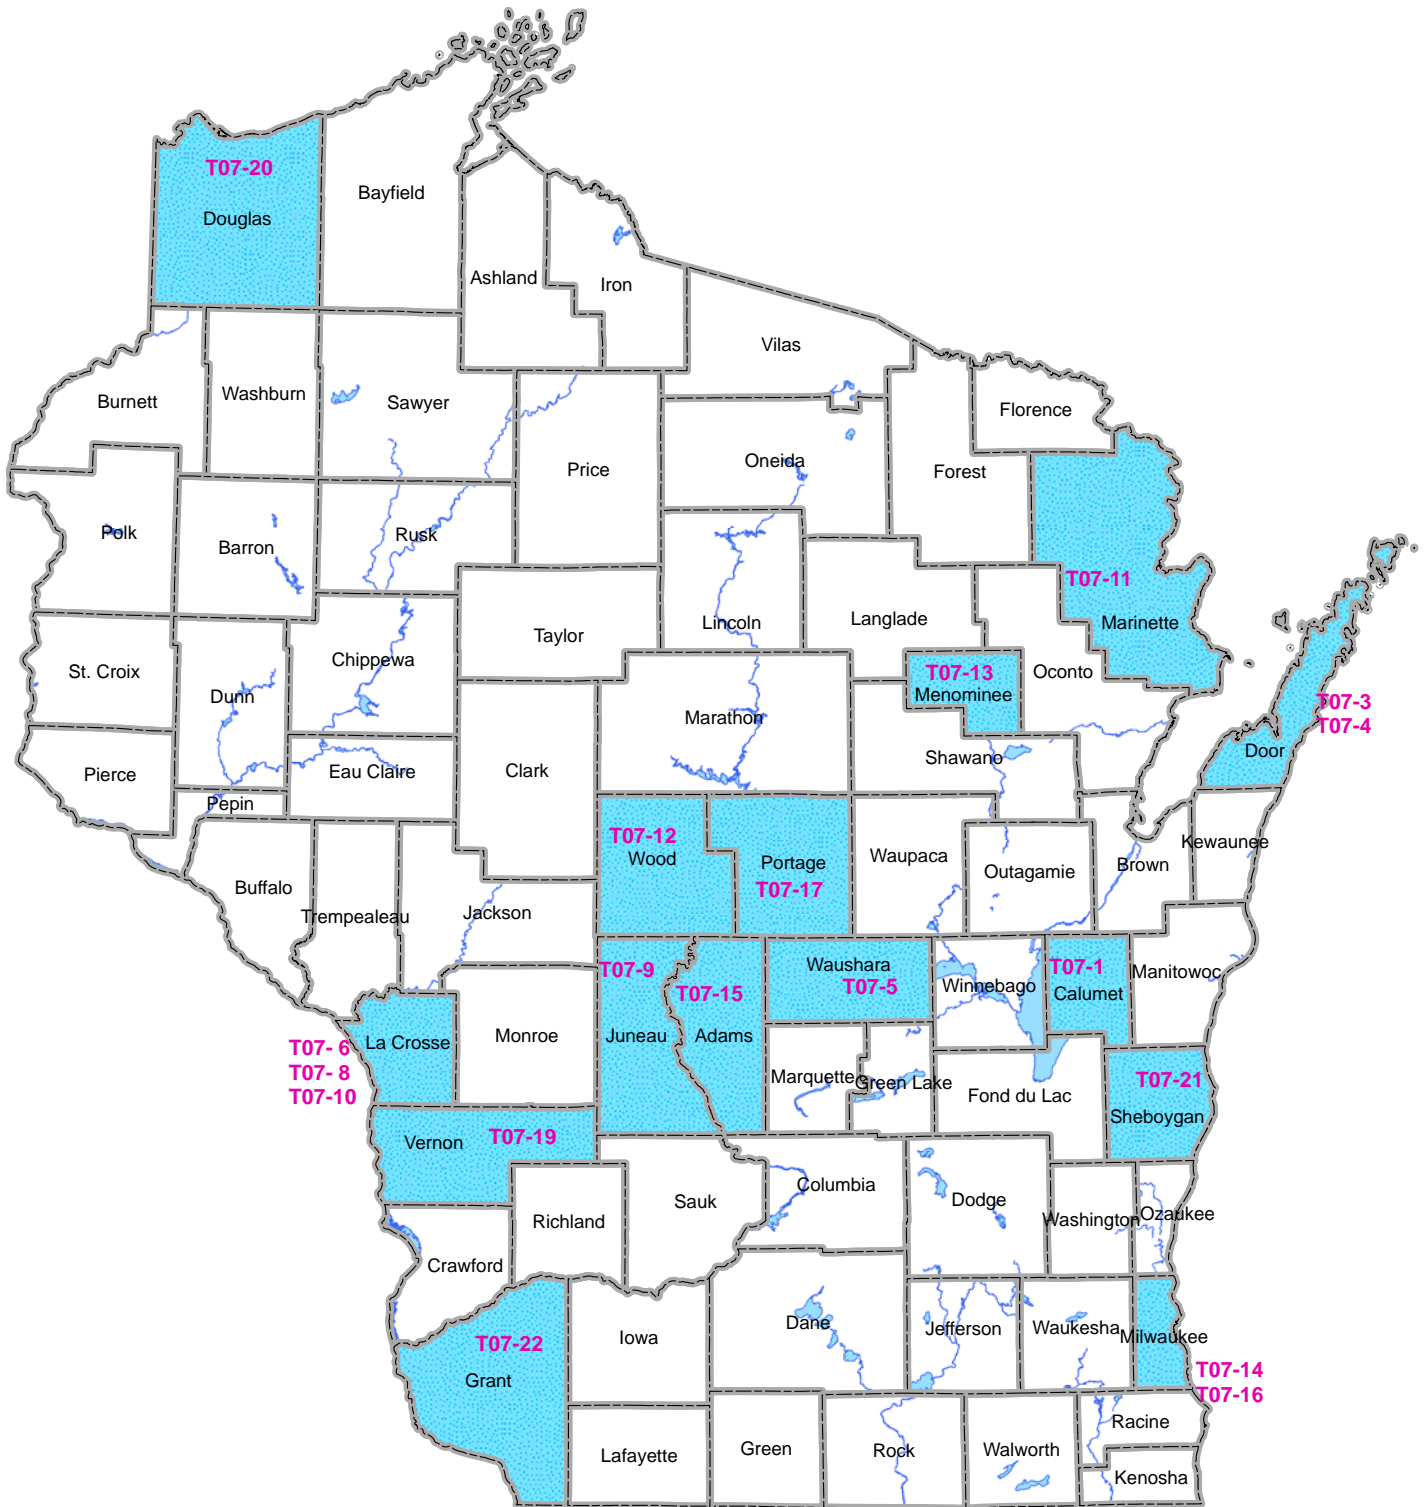 T07-20
Douglas
Bayfield
Ashland
Iron
Vilas
Burnett
Washburn
Sawyer
Florence
Price
Oneida
Forest
Polk
Barron
Rusk
T07-11
Marinette
Lincoln
Langlade
Taylor
Chippewa
St. Croix
Dunn
T07-13
Menominee
Oconto
T07-3
T07-4
Door
Marathon
Shawano
Pierce
Eau Claire
Clark
Pepin
T07-12
Wood
Portage
T07-17
Waupaca
Outagamie
Brown
Kewaunee
Buffalo
Trempealeau
Jackson
T07-9
Juneau
T07-15
Adams
Waushara
T07-5
Winnebago
T07-1
Calumet
Manitowoc
T07- 6
T07- 8
T07-10
La Crosse
Monroe
Marquette
Green Lake
Fond du Lac
T07-21
Sheboygan
Vernon
T07-19
Richland
Sauk
Columbia
Dodge
Washington
Ozaukee
Crawford
T07-22
Grant
Iowa
Dane
Jefferson
Waukesha
Milwaukee
T07-14
T07-16
Lafayette
Green
Rock
Walworth
Racine
Kenosha